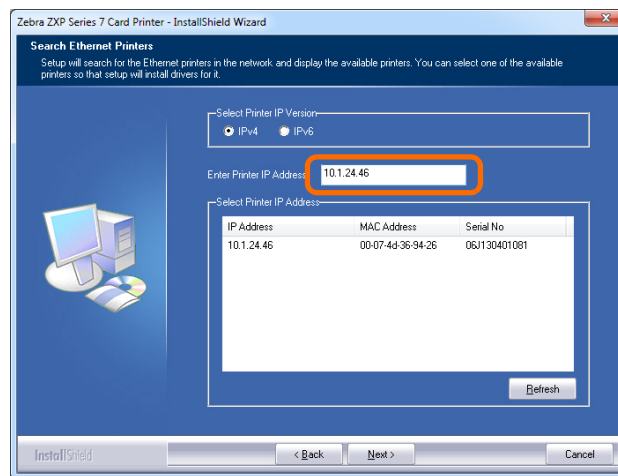 Zebra ZXP Series 7 Card Printer - InstallShield Wizard
Search Ethernet Printers
Setup will search for the Ethernet printers in the network and display the available printers. You can select one of the available
printers so that setup will install drivers for it.
Select Printer IP Version
IPv4 IPv6
Enter Printer IP Address 10.1.24.46
Select Printer IP Address
IP Address MAC Address Serial No
10.1.24.46 00-07-4d-36-94-26 06J130401081
Refresh
InstallShield < Back Next > Cancel